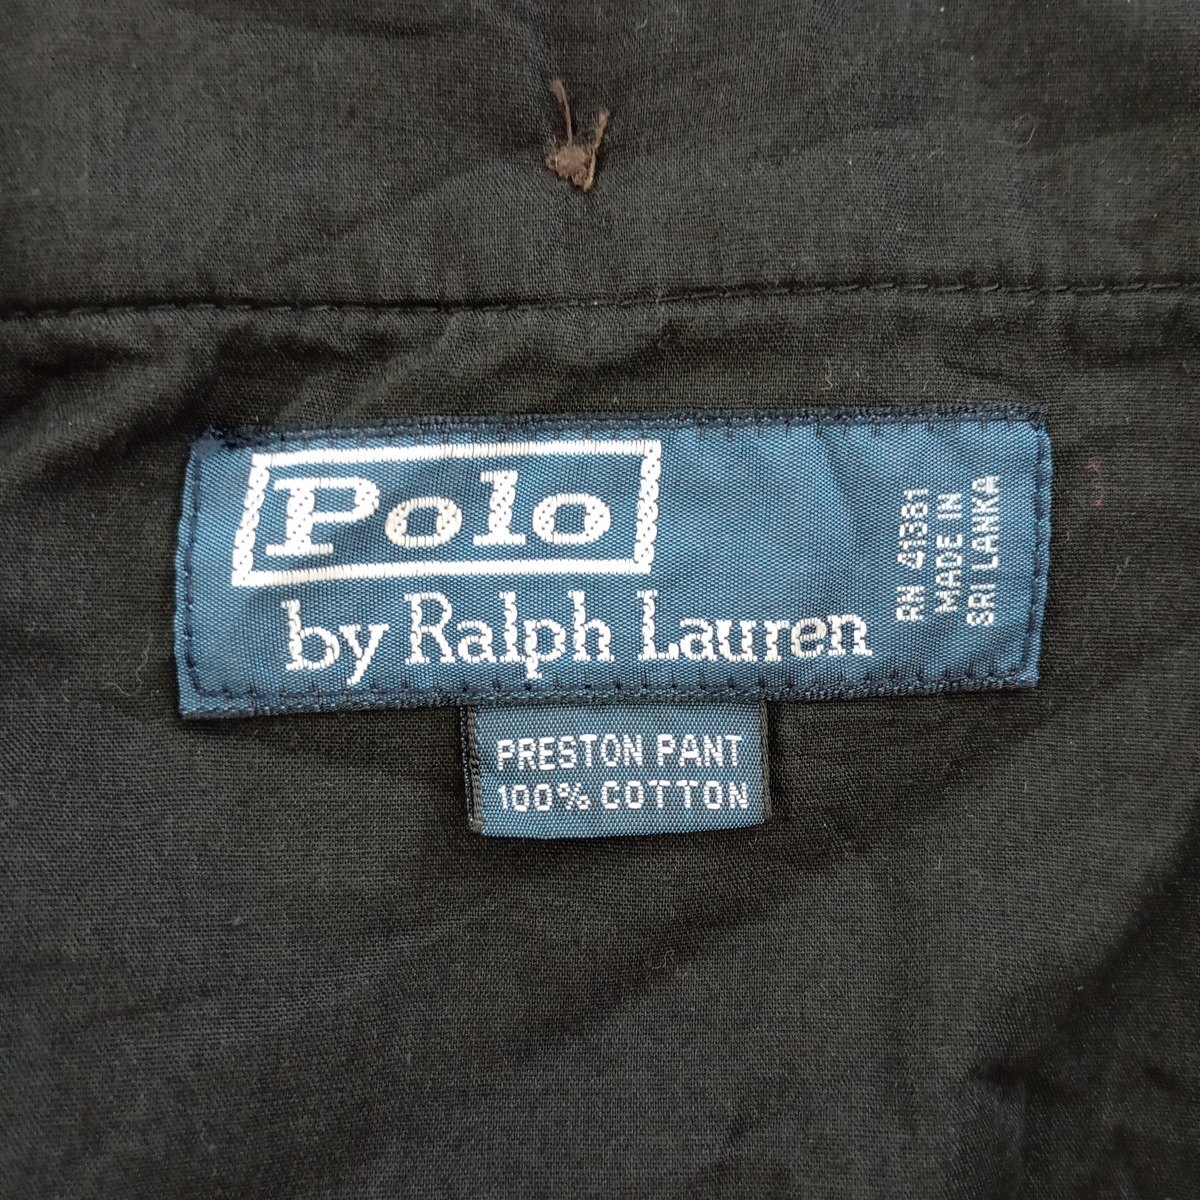 Polo
by Ralph Lauren
RN 41381
MADE IN
SRI LANKA
PRESTON PANT
100% COTTON